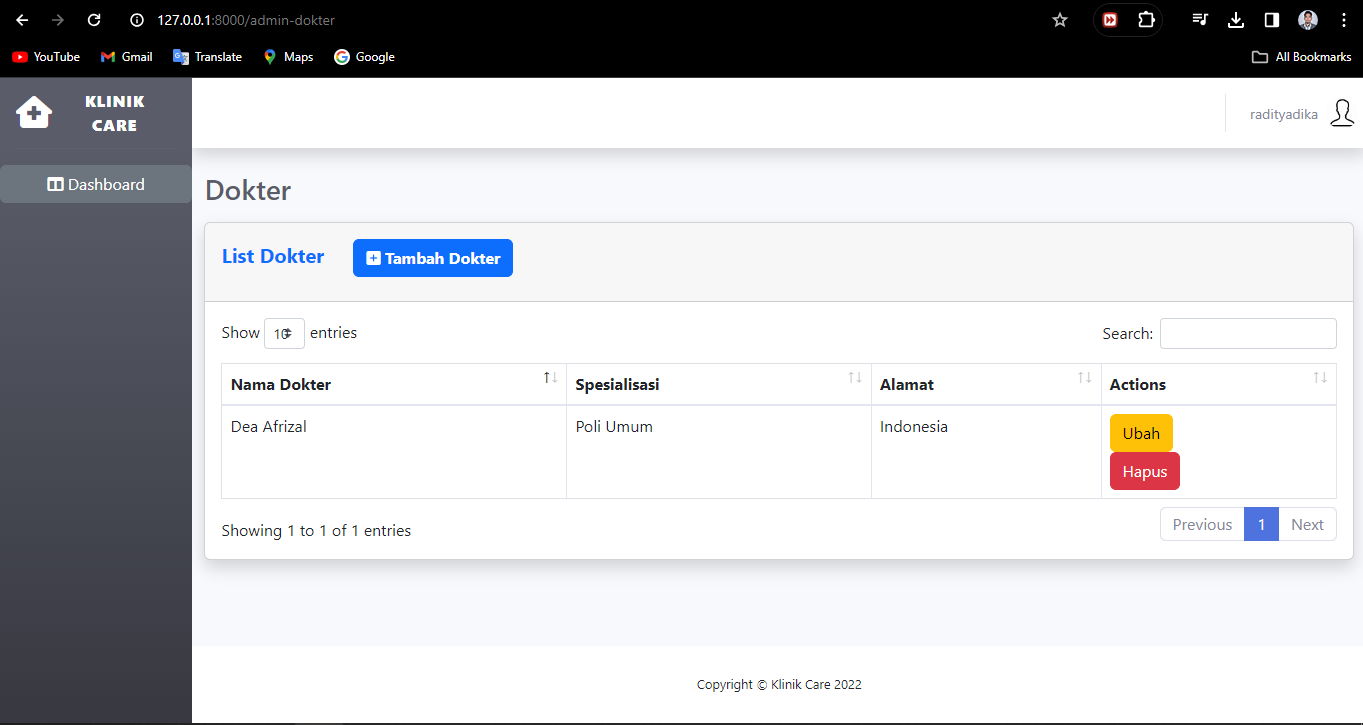 127.0.0.1:8000/admin-dokter
YouTube Gmail Translate Maps Google All Bookmarks
KLINIK
CARE
radityadika
Dashboard
Dokter
List Dokter Tambah Dokter
Show 10 entries Search:
Nama Dokter Spesialisasi Alamat Actions
Dea Afrizal Poli Umum Indonesia Ubah
Hapus
Showing 1 to 1 of 1 entries Previous 1 Next
Copyright © Klinik Care 2022